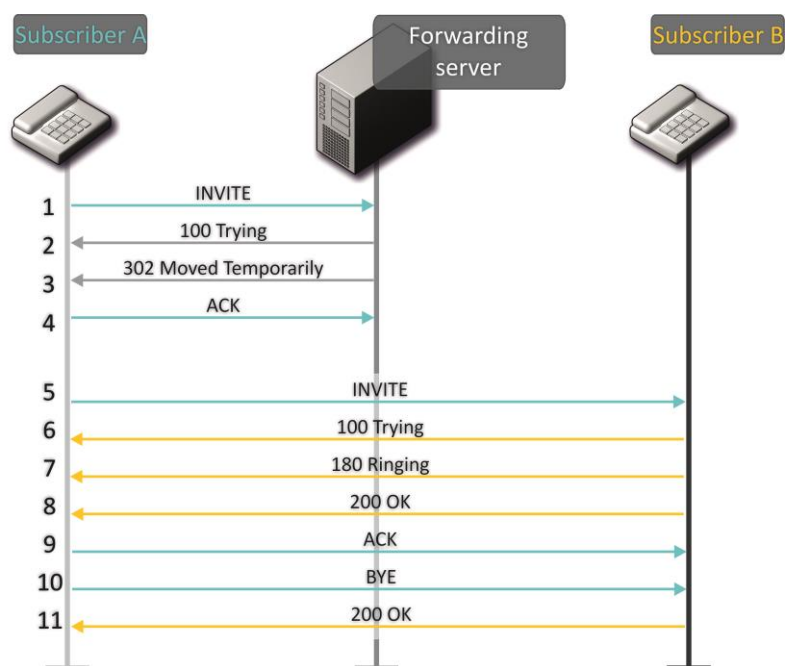 Subscriber A
Forwarding
server
Subscriber B
1 INVITE
2 100 Trying
3 302 Moved Temporarily
4 ACK
5 INVITE
6 100 Trying
7 180 Ringing
8 200 OK
9 ACK
10 BYE
11 200 OK